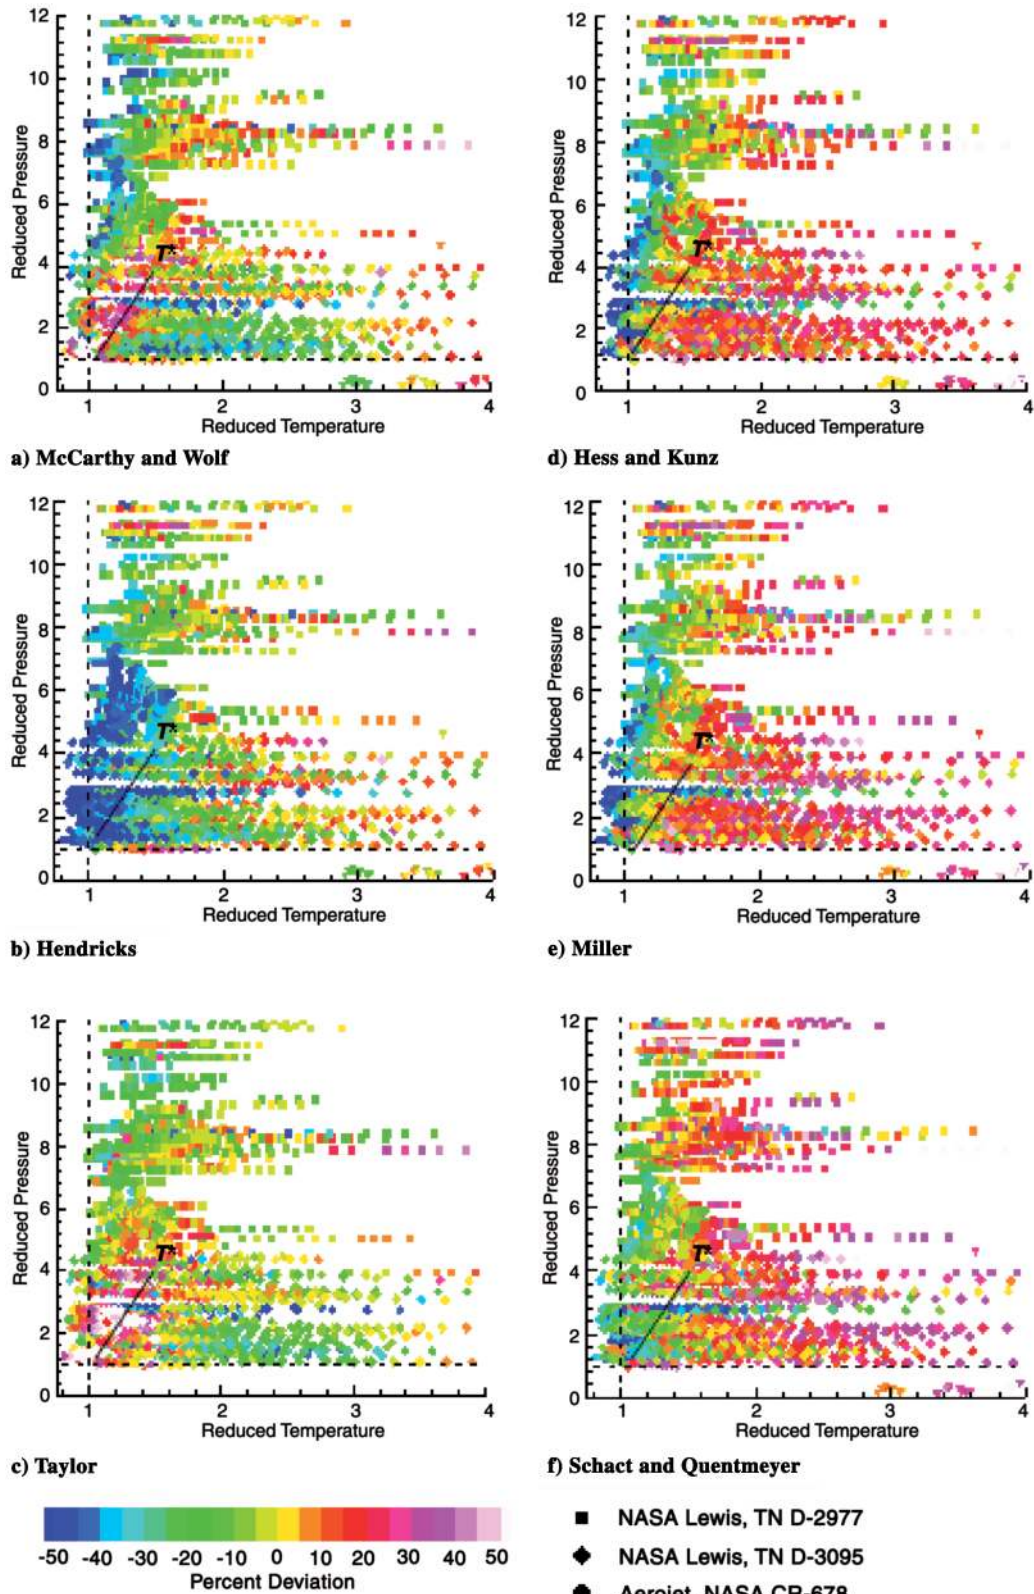 12
10
8
6
4
2
0
Reduced Pressure
T*
1
2
3
4
Reduced Temperature
a) McCarthy and Wolf
12
10
8
6
4
2
0
Reduced Pressure
T*
1
2
3
4
Reduced Temperature
d) Hess and Kunz
12
10
8
6
4
2
0
Reduced Pressure
T*
1
2
3
4
Reduced Temperature
b) Hendricks
12
10
8
6
4
2
0
Reduced Pressure
T*
1
2
3
4
Reduced Temperature
e) Miller
12
10
8
6
4
2
0
Reduced Pressure
T*
1
2
3
4
Reduced Temperature
c) Taylor
12
10
8
6
4
2
0
Reduced Pressure
T*
1
2
3
4
Reduced Temperature
f) Schact and Quentmeyer
-50 -40 -30 -20 -10 0 10 20 30 40 50
Percent Deviation
NASA Lewis, TN D-2977
NASA Lewis, TN D-3095
Aerojet, NASA CR-678